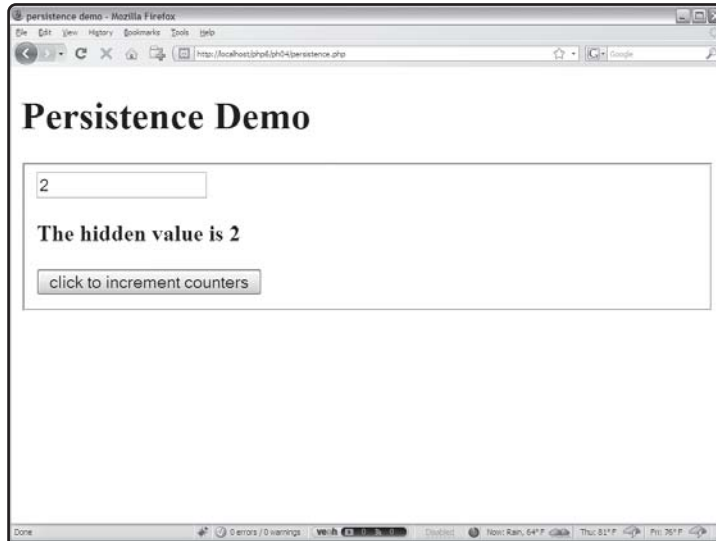 persistence demo - Mozilla Firefox
File Edit View History Bookmarks Tools Help
http://localhost/php6/ph04/persistence.php
Google
Persistence Demo
2
The hidden value is 2
click to increment counters
Done
0 errors / 0 warnings
Disabled
Now: Rain, 64° F
Thu: 81° F
Fri: 76° F